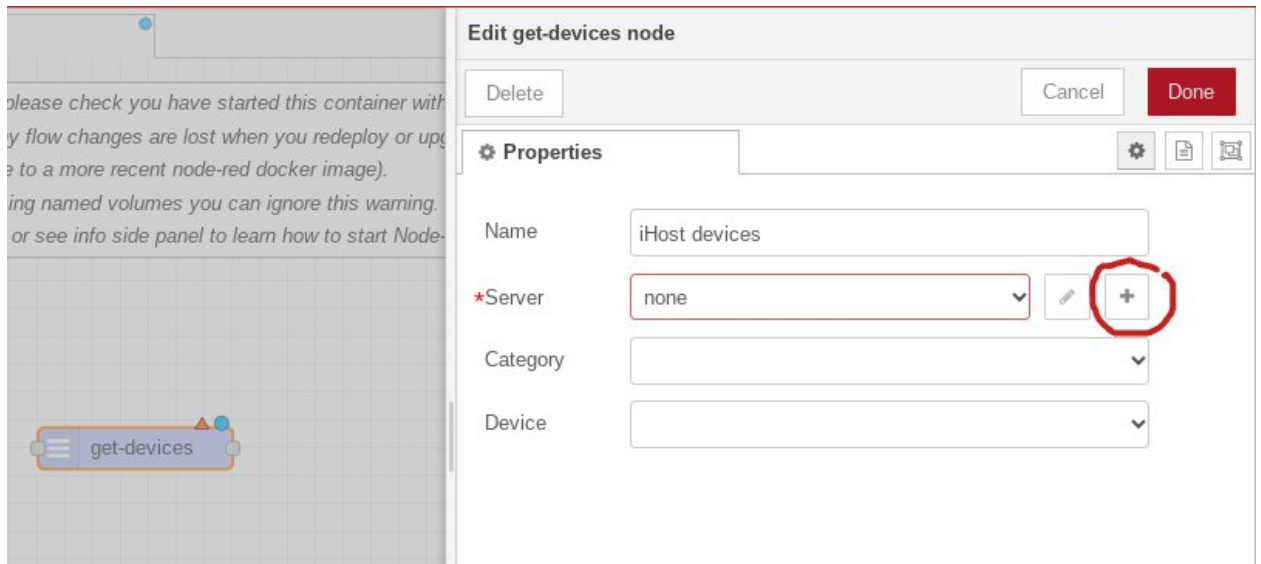 Edit get-devices node
Delete
Cancel
Done
please check you have started this container with
y flow changes are lost when you redeploy or upg
e to a more recent node-red docker image).
ing named volumes you can ignore this warning.
or see info side panel to learn how to start Node-
Properties
Name
iHost devices
*Server
none
Category
Device
get-devices